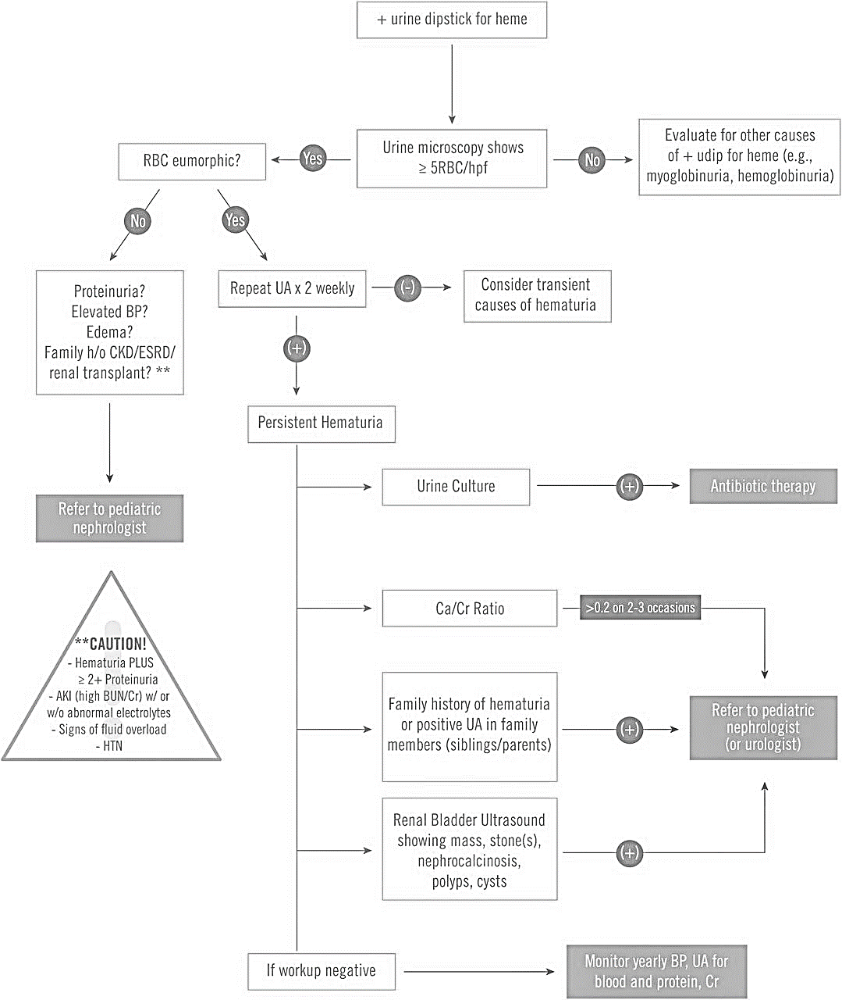 + urine dipstick for heme
Urine microscopy shows
≥ 5RBC/hpf
Yes
No
RBC eumorphic?
Evaluate for other causes
of + udip for heme (e.g.,
myoglobinuria, hemoglobinuria)
No
Yes
Proteinuria?
Elevated BP?
Edema?
Family h/o CKD/ESRD/
renal transplant? **
Repeat UA x 2 weekly
(-)
Consider transient
causes of hematuria
(+)
Persistent Hematuria
Refer to pediatric
nephrologist
Urine Culture
(+)
Antibiotic therapy
**CAUTION!
- Hematuria PLUS
≥ 2+ Proteinuria
- AKI (high BUN/Cr) w/ or
w/o abnormal electrolytes
- Signs of fluid overload
- HTN
Ca/Cr Ratio
>0.2 on 2-3 occasions
Family history of hematuria
or positive UA in family
members (siblings/parents)
(+)
Refer to pediatric
nephrologist
(or urologist)
Renal Bladder Ultrasound
showing mass, stone(s),
nephrocalcinosis,
polyps, cysts
(+)
If workup negative
Monitor yearly BP, UA for
blood and protein, Cr